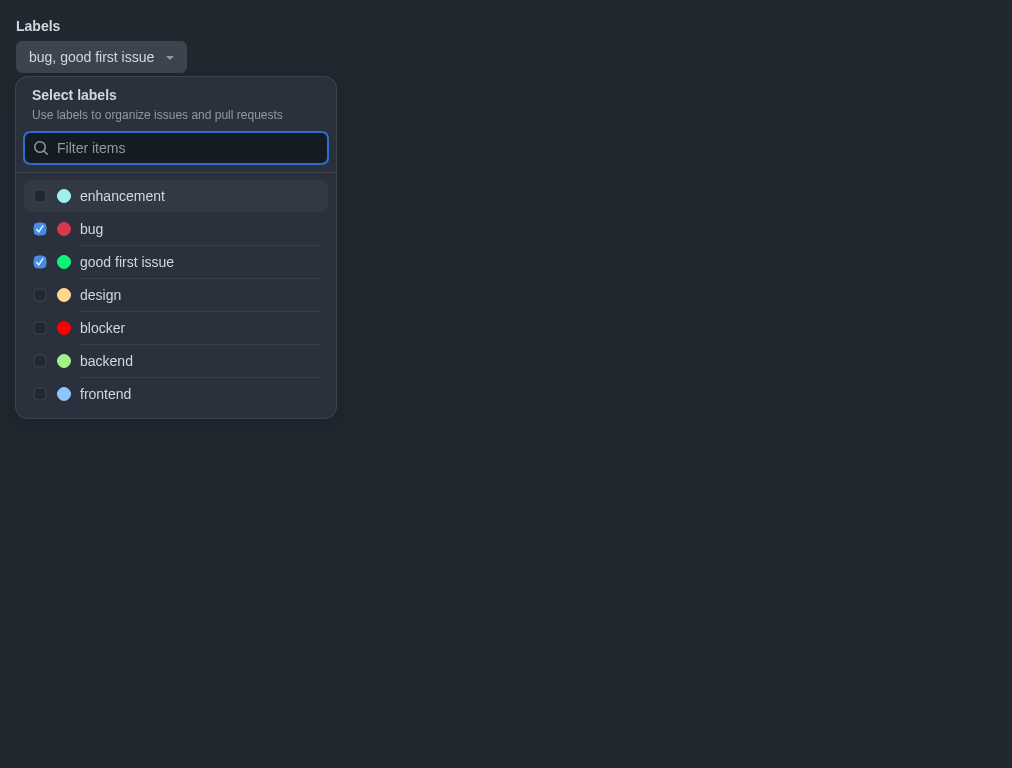 Labels
bug, good first issue
Select labels
Use labels to organize issues and pull requests
Filter items
enhancement
bug
good first issue
design
blocker
backend
frontend